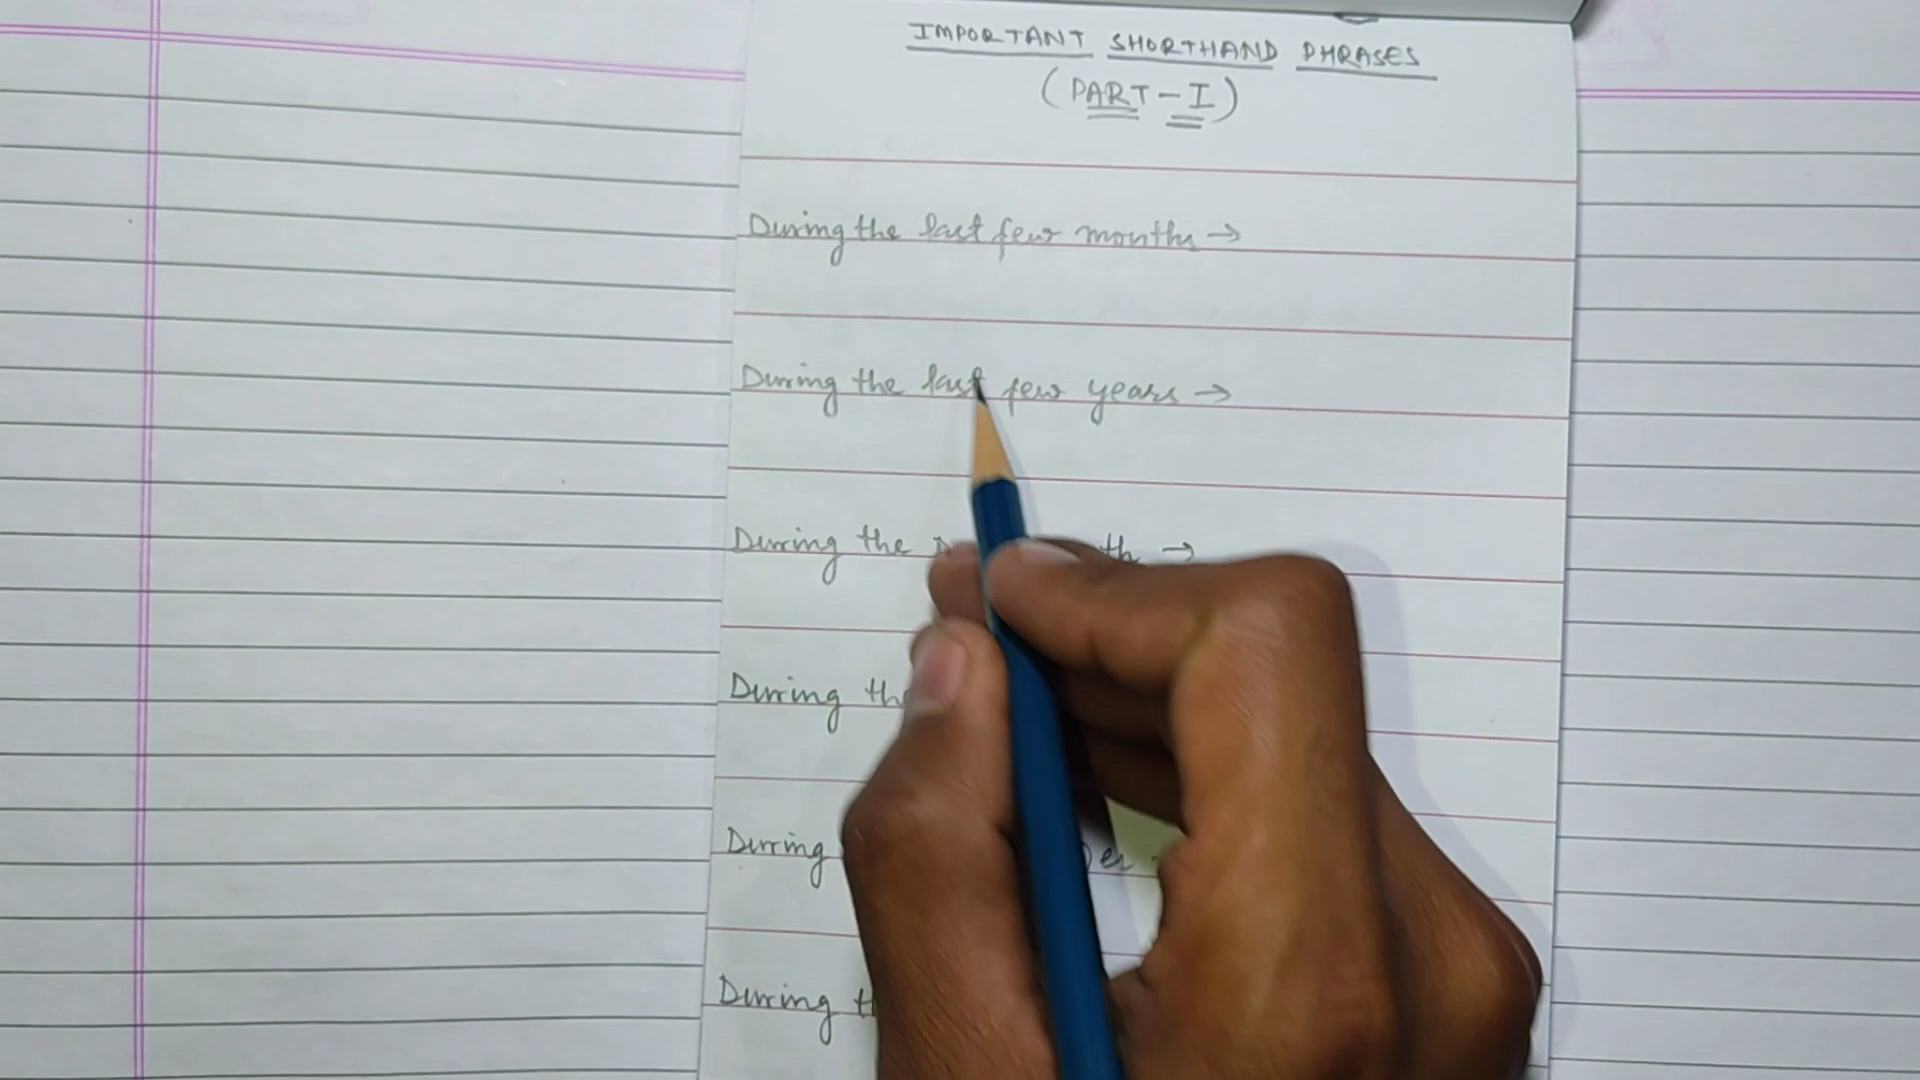 IMPORTANT SHORTHAND PHRASES
(PART-I)
During the last few months →
During the last few years →
During the →
During the
During
During